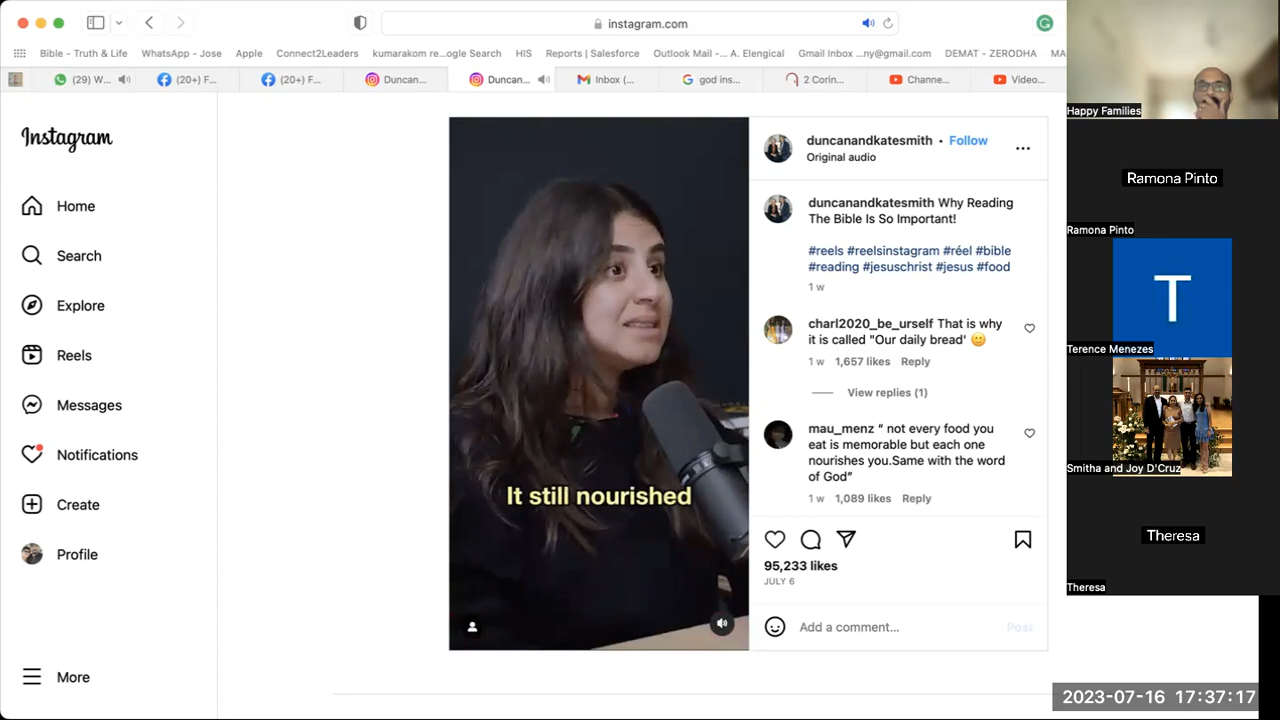 instagram.com
Bible - Truth & Life
WhatsApp - Jose
Apple
Connect2Leaders
kumarakom re...ogle Search
HIS
Reports | Salesforce
Outlook Mail -... A. Elengical
Gmail Inbox ...ny@gmail.com
DEMAT - ZERODHA
MA
(29) W...
(20+) F...
(20+) F...
Duncan...
Duncan...
Inbox (...
god ins...
2 Corin...
Channe...
Video...
Instagram
Home
Search
Explore
Reels
Messages
Notifications
Create
Profile
More
It still nourished
duncanandkatesmith • Follow
Original audio
duncanandkatesmith Why Reading
The Bible Is So Important!
#reels #reelsinstagram #réel #bible
#reading #jesuschrist #jesus #food
1 w
charl2020_be_urself That is why
it is called "Our daily bread' 🙂
1 w 1,657 likes Reply
View replies (1)
mau_menz “ not every food you
eat is memorable but each one
nourishes you.Same with the word
of God”
1 w 1,089 likes Reply
95,233 likes
JULY 6
Add a comment...
Post
Happy Families
Ramona Pinto
Ramona Pinto
T
Terence Menezes
Smitha and Joy D'Cruz
Theresa
Theresa
2023-07-16 17:37:17